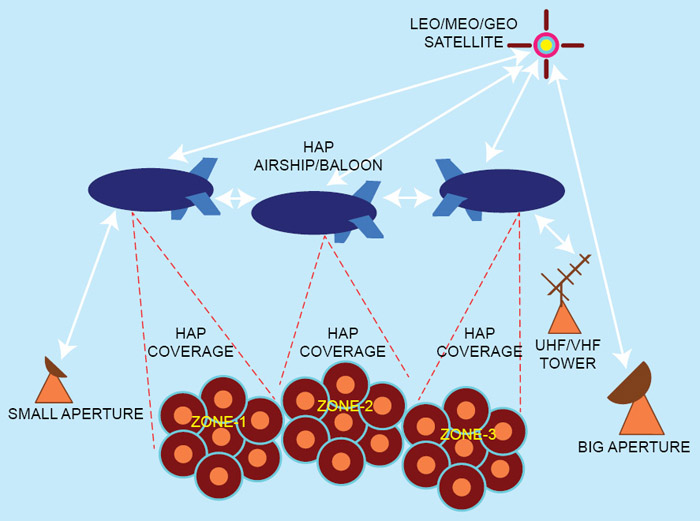 LEO/MEO/GEO
SATELLITE
HAP
AIRSHIP/BALOON
HAP
COVERAGE
HAP
COVERAGE
HAP
COVERAGE
UHF/VHF
TOWER
SMALL APERTURE
ZONE-1
ZONE-2
ZONE-3
BIG APERTURE